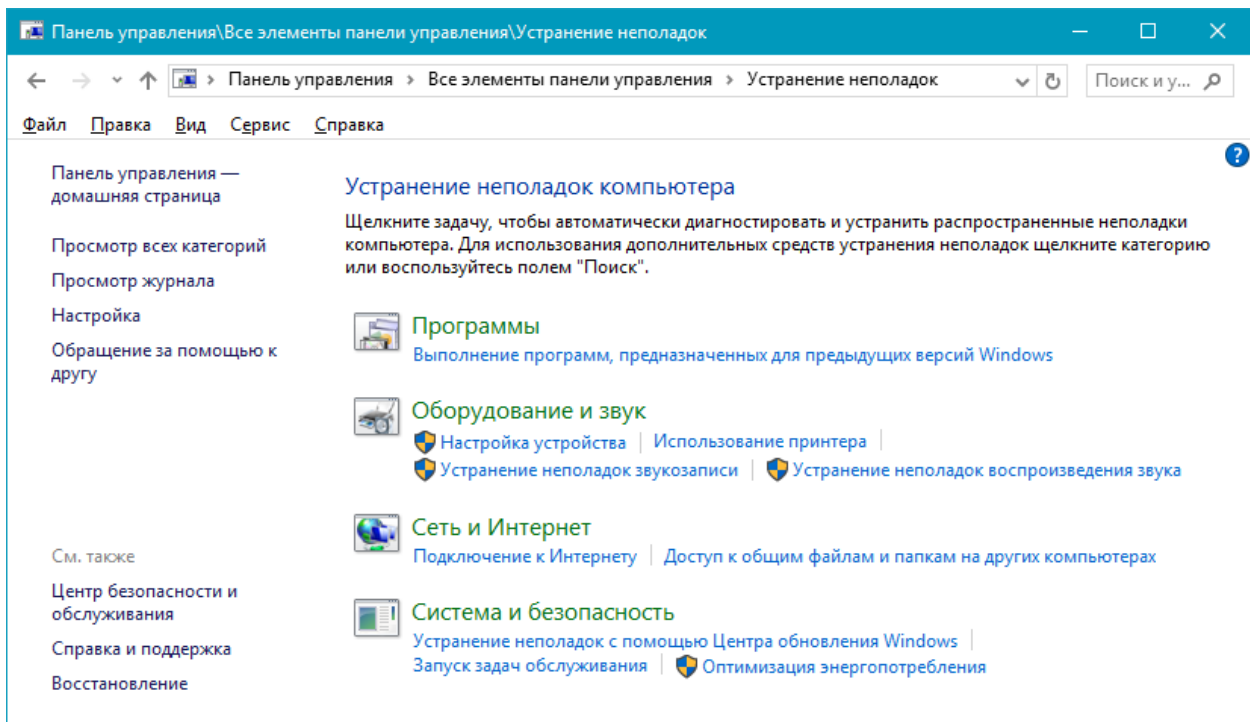 Панель управления\Все элементы панели управления\Устранение неполадок
Панель управления > Все элементы панели управления > Устранение неполадок
Поиск и у...
Файл Правка Вид Сервис Справка
?
Панель управления —
домашняя страница
Просмотр всех категорий
Просмотр журнала
Настройка
Обращение за помощью к
другу
См. также
Центр безопасности и
обслуживания
Справка и поддержка
Восстановление
Устранение неполадок компьютера
Щелкните задачу, чтобы автоматически диагностировать и устранить распространенные неполадки
компьютера. Для использования дополнительных средств устранения неполадок щелкните категорию
или воспользуйтесь полем "Поиск".
Программы
Выполнение программ, предназначенных для предыдущих версий Windows
Оборудование и звук
Настройка устройства | Использование принтера |
Устранение неполадок звукозаписи | Устранение неполадок воспроизведения звука
Сеть и Интернет
Подключение к Интернету | Доступ к общим файлам и папкам на других компьютерах
Система и безопасность
Устранение неполадок с помощью Центра обновления Windows |
Запуск задач обслуживания | Оптимизация энергопотребления